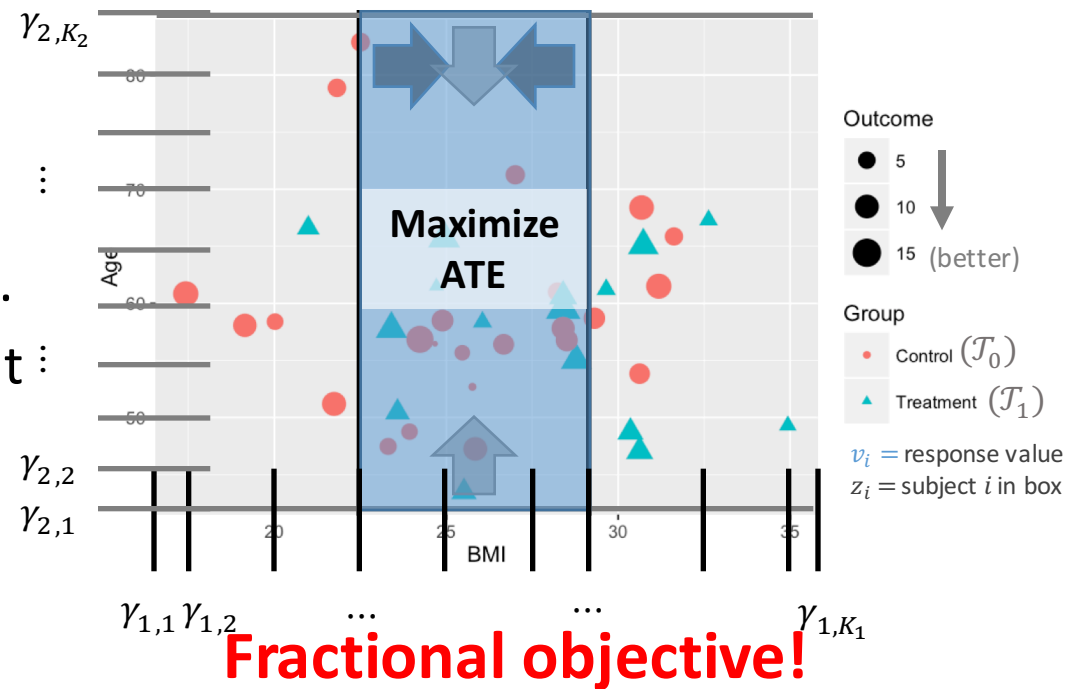 γ2,K2
80
⋮
70
Age
60
.
t ⋮
50
γ2,2
γ2,1
Maximize
ATE
20
25
30
35
BMI
γ1,1 γ1,2 ... ... γ1,K1
Fractional objective!
Outcome
5
10
15 (better)
Group
Control (𝒯0)
Treatment (𝒯1)
vi = response value
zi = subject i in box